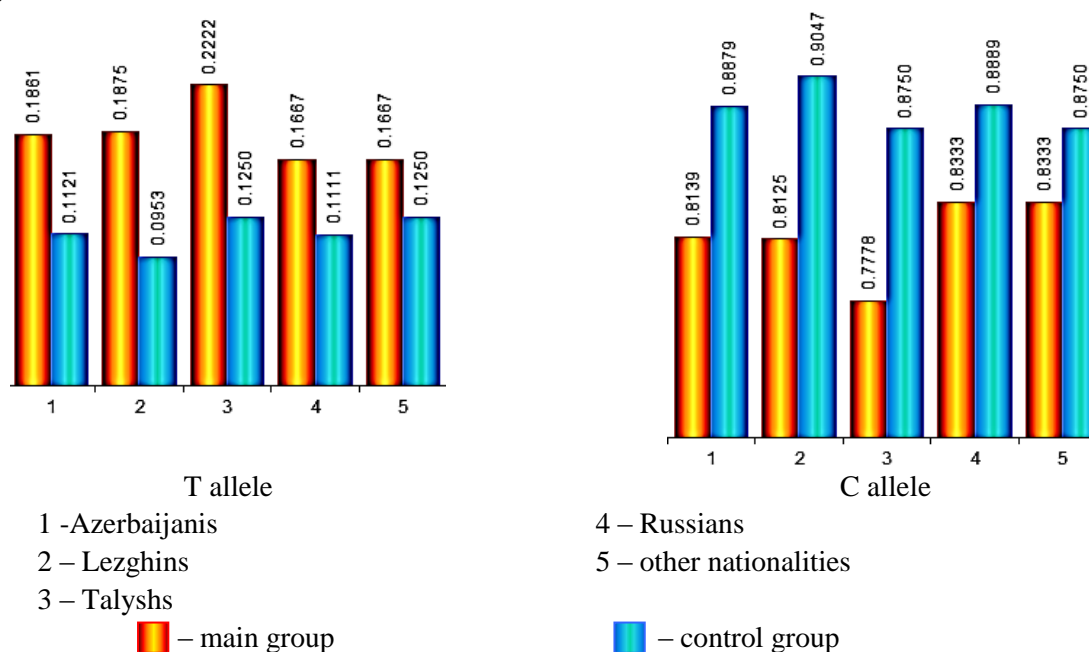 0.1861
0.1121
0.1875
0.0953
0.2222
0.1250
0.1667
0.1111
0.1667
0.1250
1 2 3 4 5
T allele
0.8139
0.8879
0.8125
0.9047
0.7778
0.8750
0.8333
0.8889
0.8333
0.8750
1 2 3 4 5
C allele
1 -Azerbaijanis
2 – Lezghins
3 – Talyshs
4 – Russians
5 – other nationalities
– main group
– control group